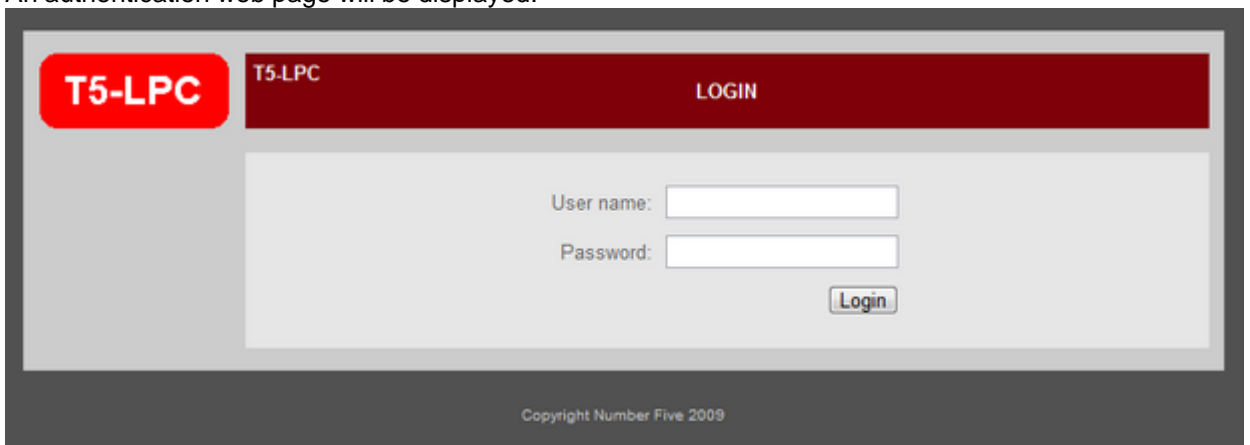 An authentication web page will be displayed.
T5-LPC
T5-LPC
LOGIN
User name:
Password:
Login
Copyright Number Five 2009